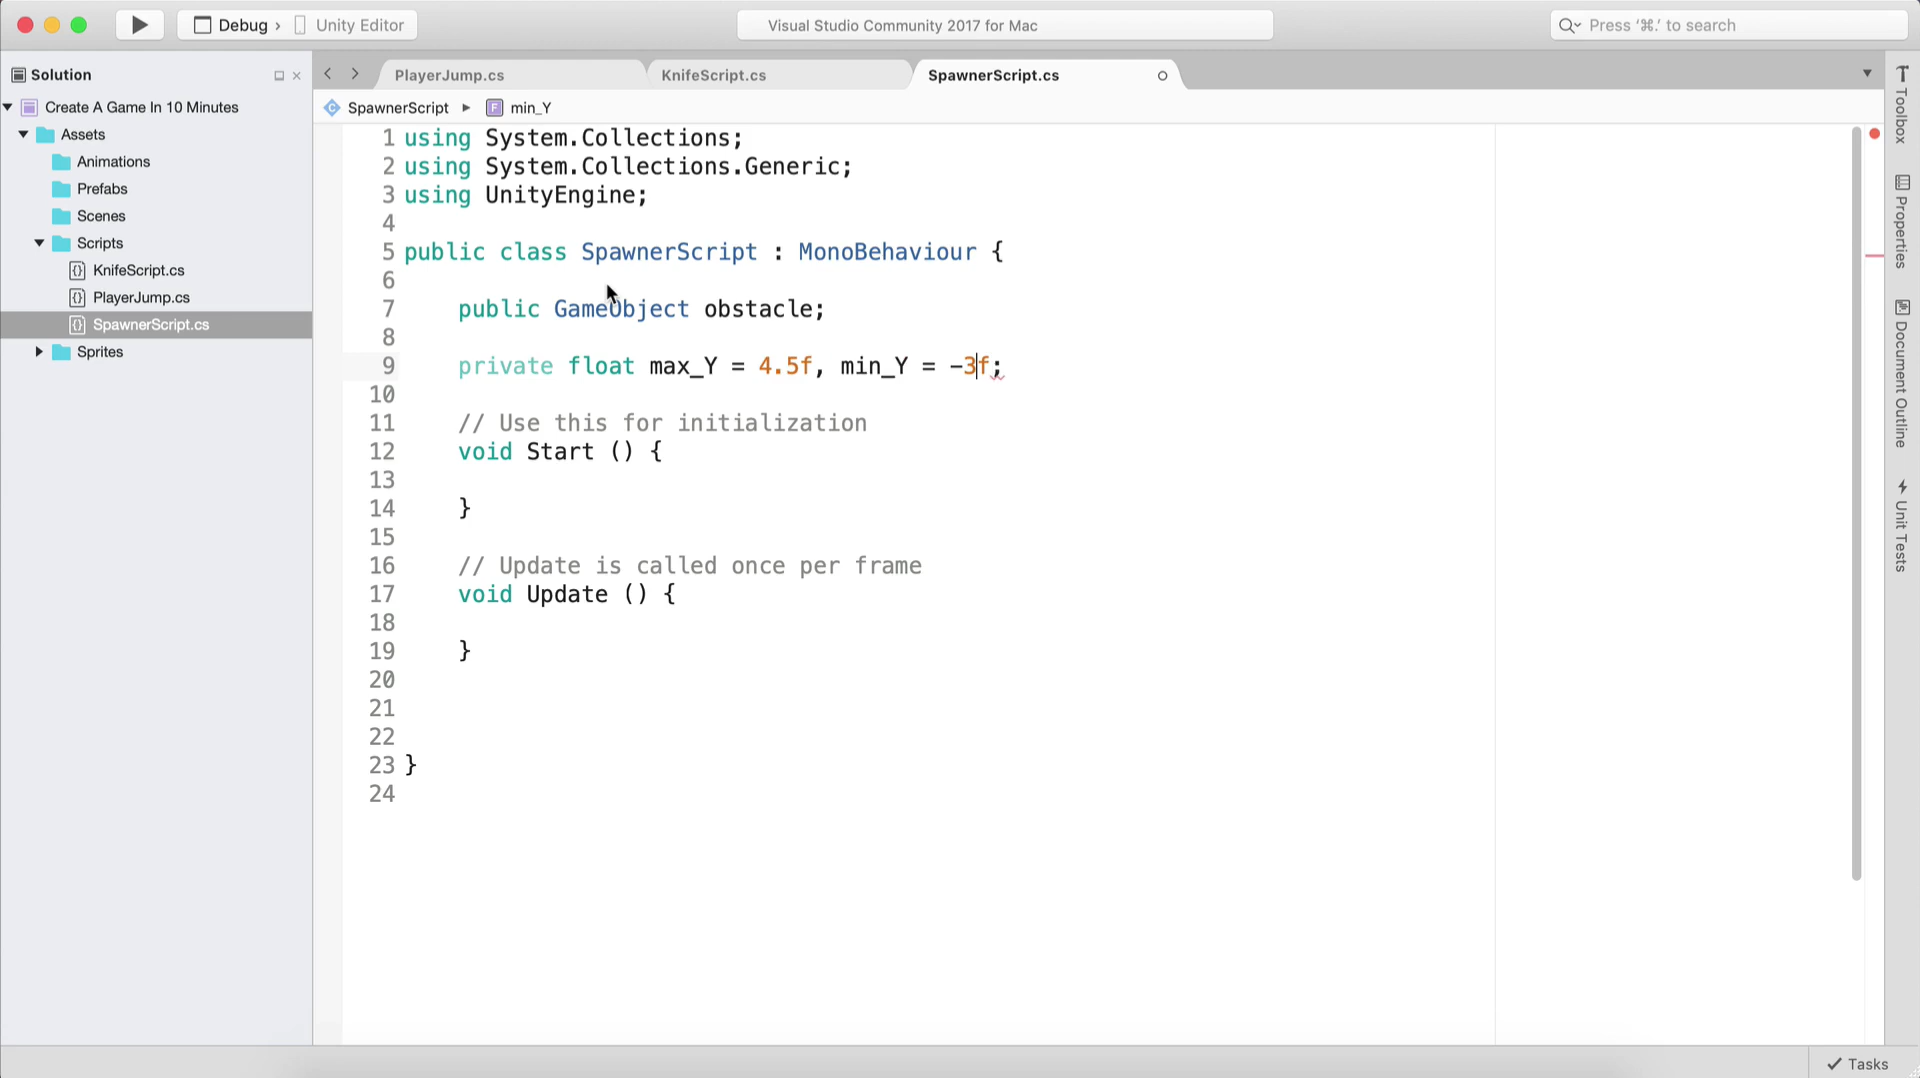 Debug › Unity Editor
Visual Studio Community 2017 for Mac
Press ‘⌘.’ to search
Solution
Create A Game In 10 Minutes
Assets
Animations
Prefabs
Scenes
Scripts
KnifeScript.cs
PlayerJump.cs
SpawnerScript.cs
Sprites
PlayerJump.cs
KnifeScript.cs
SpawnerScript.cs
SpawnerScript ▸ F min_Y
1 using System.Collections;
2 using System.Collections.Generic;
3 using UnityEngine;
4
5 public class SpawnerScript : MonoBehaviour {
6
7 public GameObject obstacle;
8
9 private float max_Y = 4.5f, min_Y = -3f;
10
11 // Use this for initialization
12 void Start () {
13
14 }
15
16 // Update is called once per frame
17 void Update () {
18
19 }
20
21
22
23 }
24
Toolbox
Properties
Document Outline
Unit Tests
Tasks